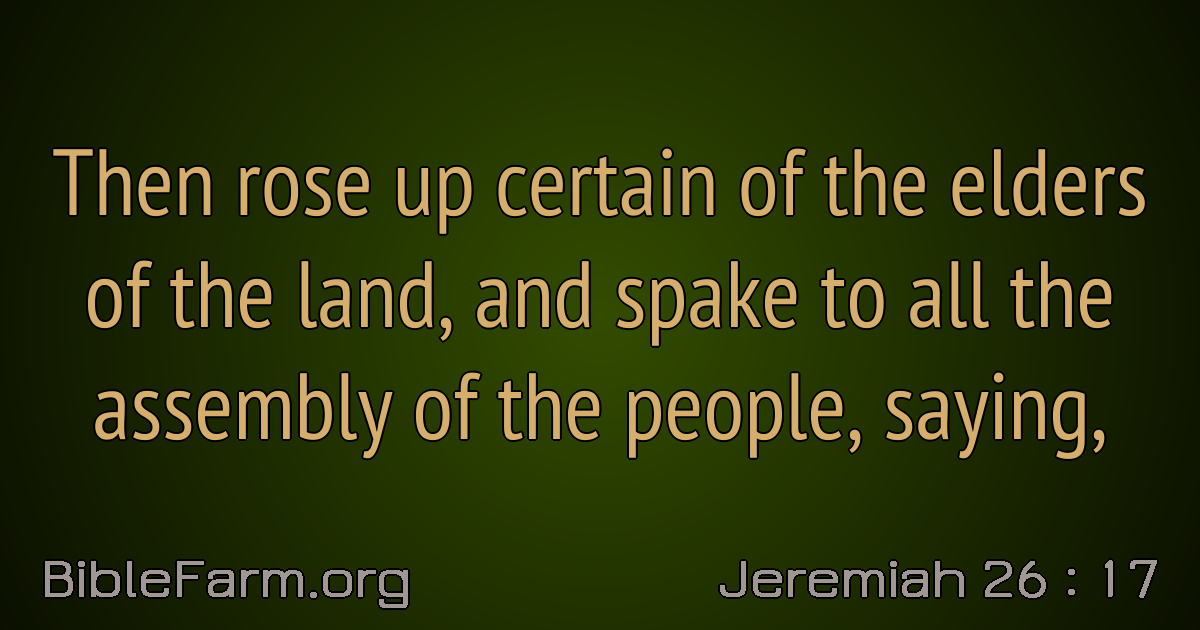 Then rose up certain of the elders
of the land, and spake to all the
assembly of the people, saying,
BibleFarm.org
Jeremiah 26 : 17